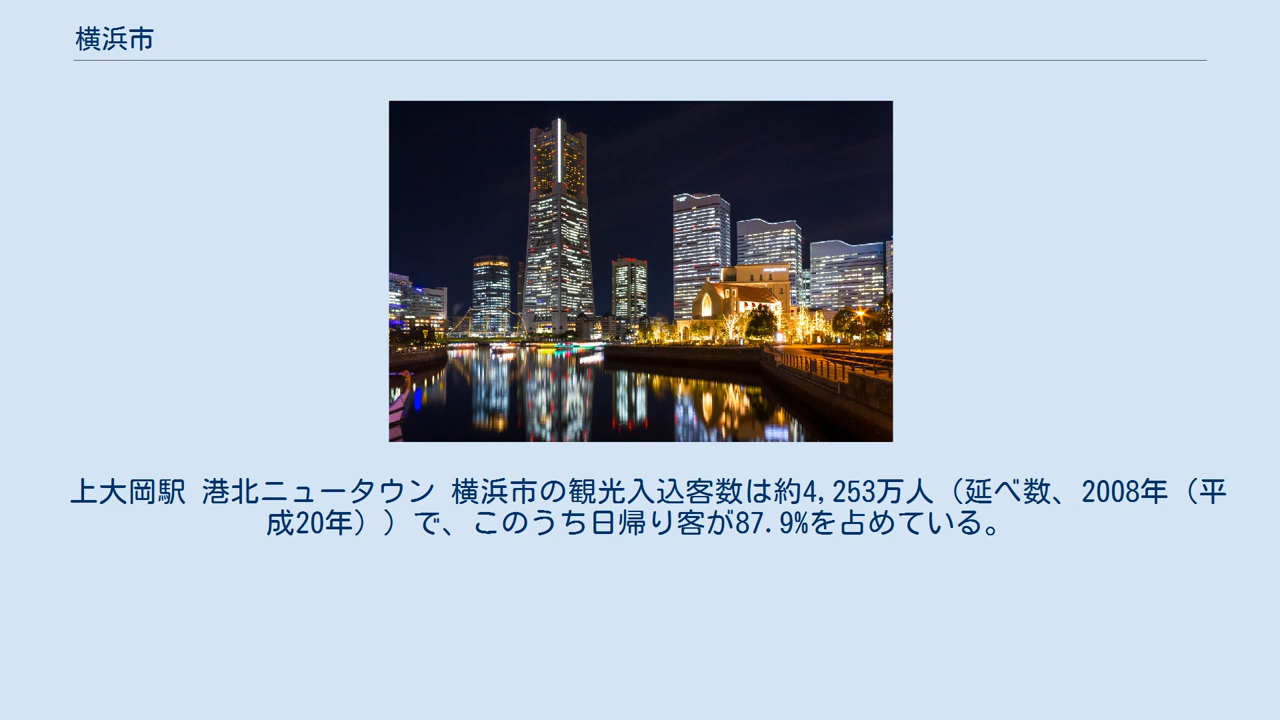 横浜市
上大岡駅 港北ニュータウン 横浜市の観光入込客数は約4,253万人（延べ数、2008年（平
成20年））で、このうち日帰り客が87.9%を占めている。